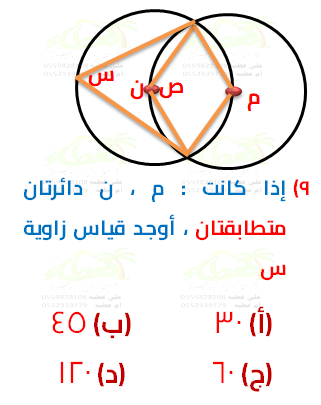 س
ن
ص
م
٩) إذا كانت : م ، ن دائرتان
متطابقتان ، أوجد قياس زاوية
س
(أ) ٣٠ (ب) ٤٥
(ج) ٦٠ (د) ١٢٠